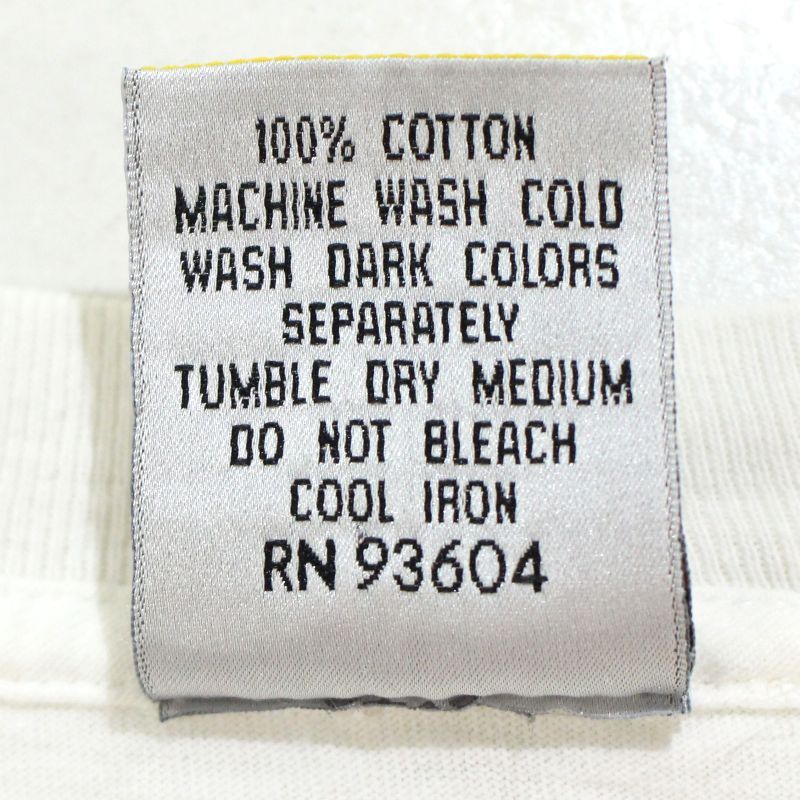 100% COTTON
MACHINE WASH COLD
WASH DARK COLORS
SEPARATELY
TUMBLE DRY MEDIUM
DO NOT BLEACH
COOL IRON
RN 93604